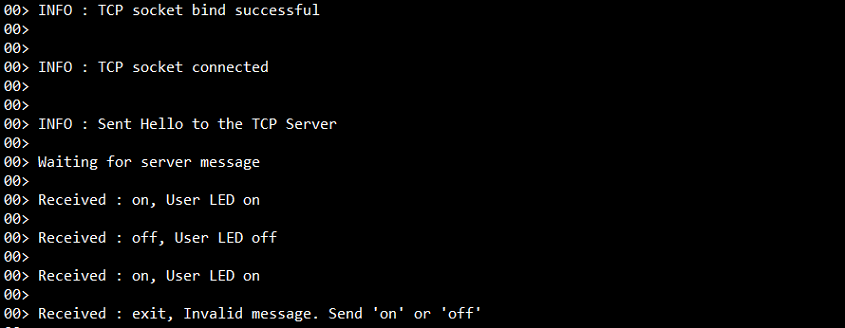 00> INFO : TCP socket bind successful
00>
00>
00> INFO : TCP socket connected
00>
00>
00> INFO : Sent Hello to the TCP Server
00>
00> Waiting for server message
00>
00> Received : on, User LED on
00>
00> Received : off, User LED off
00>
00> Received : on, User LED on
00>
00> Received : exit, Invalid message. Send 'on' or 'off'